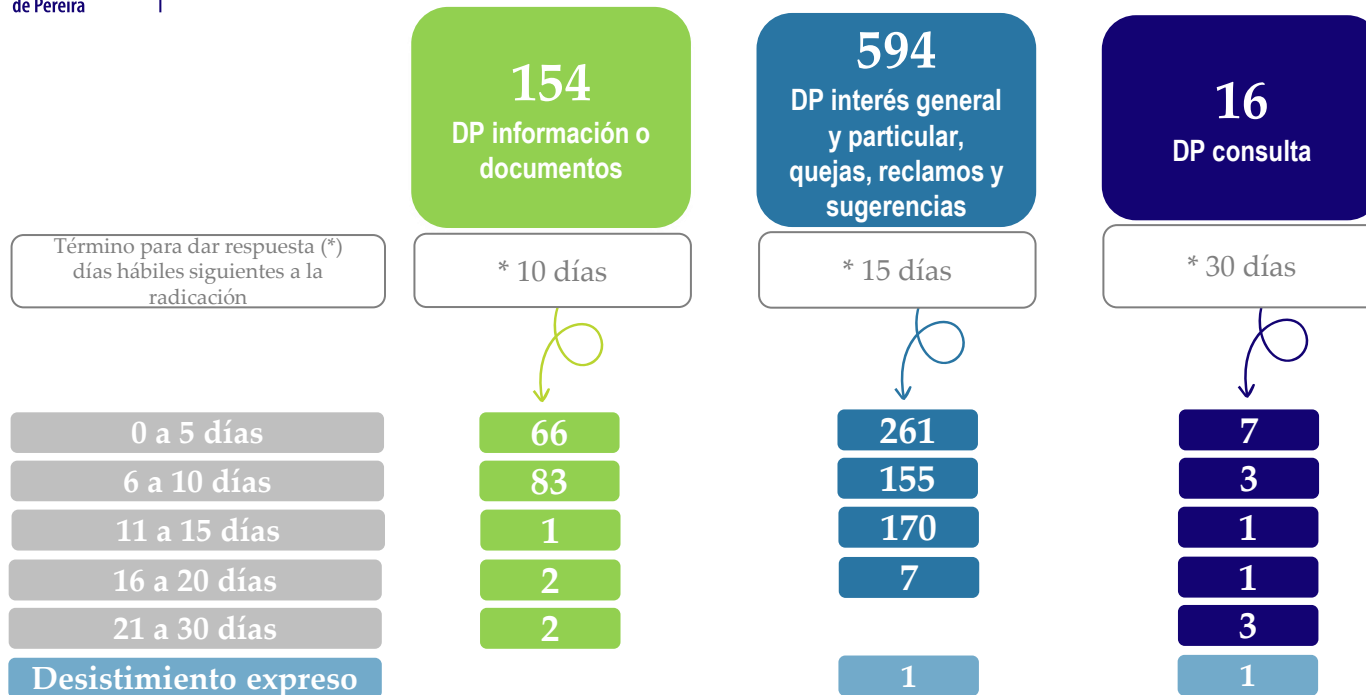 de Pereira
154
DP información o
documentos
594
DP interés general
y particular,
quejas, reclamos y
sugerencias
16
DP consulta
Término para dar respuesta (*)
días hábiles siguientes a la
radicación
* 10 días
* 15 días
* 30 días
0 a 5 días
66
261
7
6 a 10 días
83
155
3
11 a 15 días
1
170
1
16 a 20 días
2
7
1
21 a 30 días
2
3
Desistimiento expreso
1
1